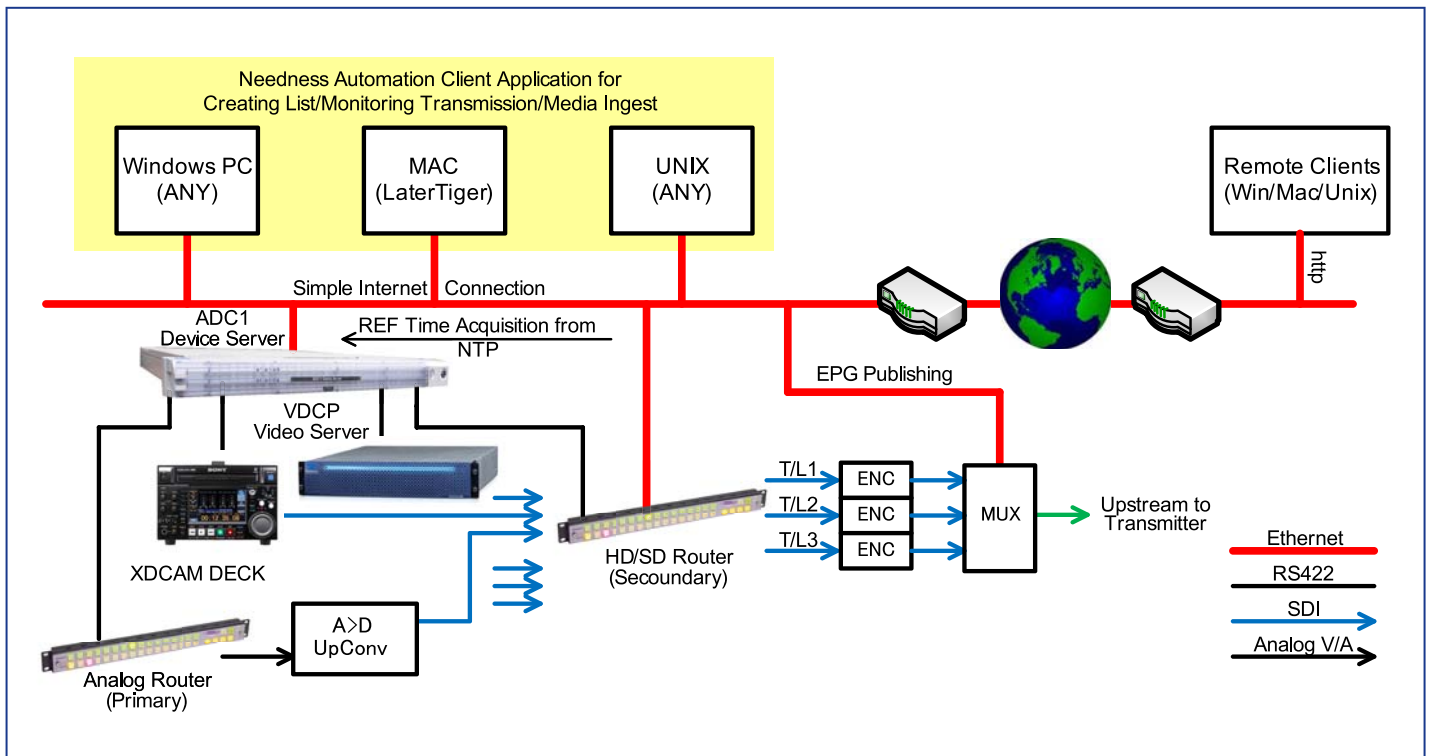 Needness Automation Client Application for
Creating List/Monitoring Transmission/Media Ingest
Windows PC
(ANY)
MAC
(LaterTiger)
UNIX
(ANY)
Remote Clients
(Win/Mac/Unix)
http
Simple Internet Connection
ADC1
Device Server
REF Time Acquisition from
NTP
EPG Publishing
VDCP
Video Server
SONY
XDCAM DECK
T/L1
ENC
T/L2
ENC
T/L3
ENC
MUX
Upstream to
Transmitter
HD/SD Router
(Secoundary)
A>D
UpConv
Analog Router
(Primary)
Ethernet
RS422
SDI
Analog V/A